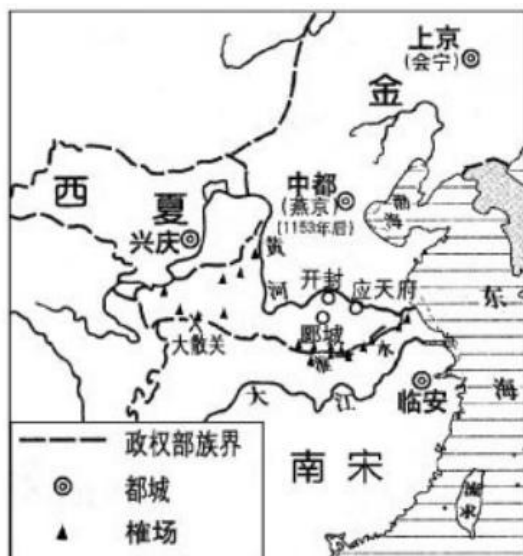 上京
(会宁)
金
西夏
兴庆
中都
(燕京)
(1153年后)
渤海
黄河
开封
应天府
郾城
大散关
淮水
东海
大江
临安
南宋
流求
政权部族界
都城
榷场